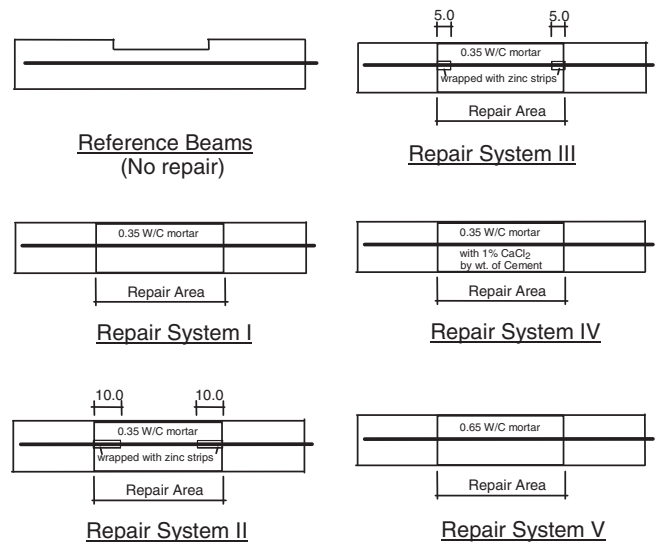 Reference Beams
(No repair)
0.35 W/C mortar
Repair Area
Repair System I
10.0 10.0
0.35 W/C mortar
wrapped with zinc strips
Repair Area
Repair System II
5.0
0.35 W/C mortar
wrapped with zinc strips
Repair Area
Repair System III
0.35 W/C mortar
with 1% CaCl₂
by wt. of Cement
Repair Area
Repair System IV
0.65 W/C mortar
Repair Area
Repair System V